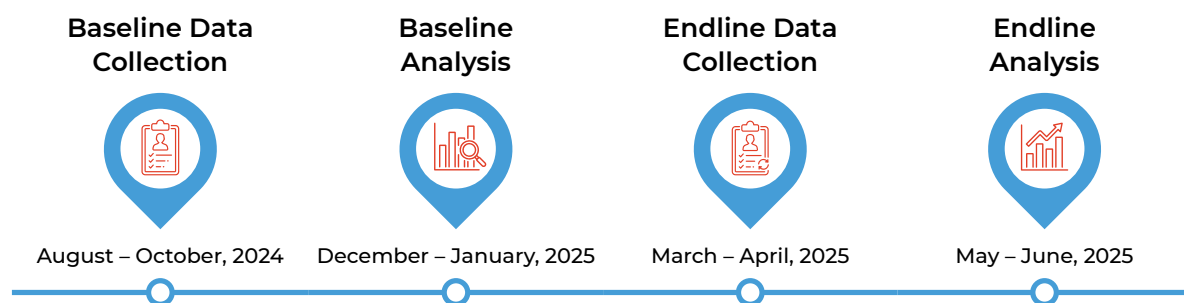 Baseline Data
Collection
Baseline
Analysis
Endline Data
Collection
Endline
Analysis
August – October, 2024
December – January, 2025
March – April, 2025
May – June, 2025